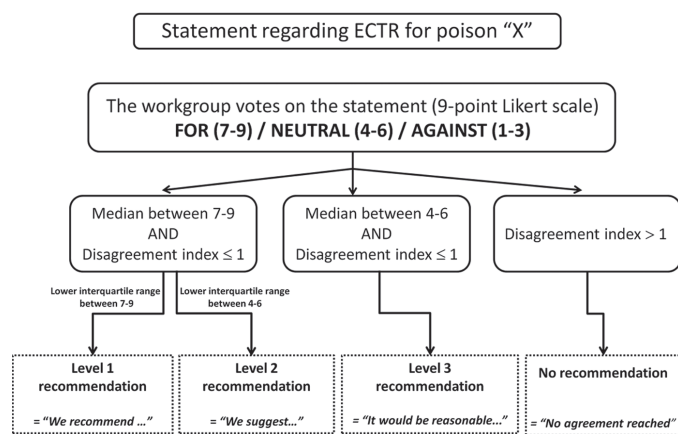 Statement regarding ECTR for poison “X”
The workgroup votes on the statement (9-point Likert scale)
FOR (7-9) / NEUTRAL (4-6) / AGAINST (1-3)
Median between 7-9
AND
Disagreement index ≤ 1
Median between 4-6
AND
Disagreement index ≤ 1
Disagreement index > 1
Lower interquartile range
between 7-9
Lower interquartile range
between 4-6
Level 1
recommendation
= “We recommend …”
Level 2
recommendation
= “We suggest…”
Level 3
recommendation
= “It would be reasonable...”
No recommendation
= “No agreement reached”